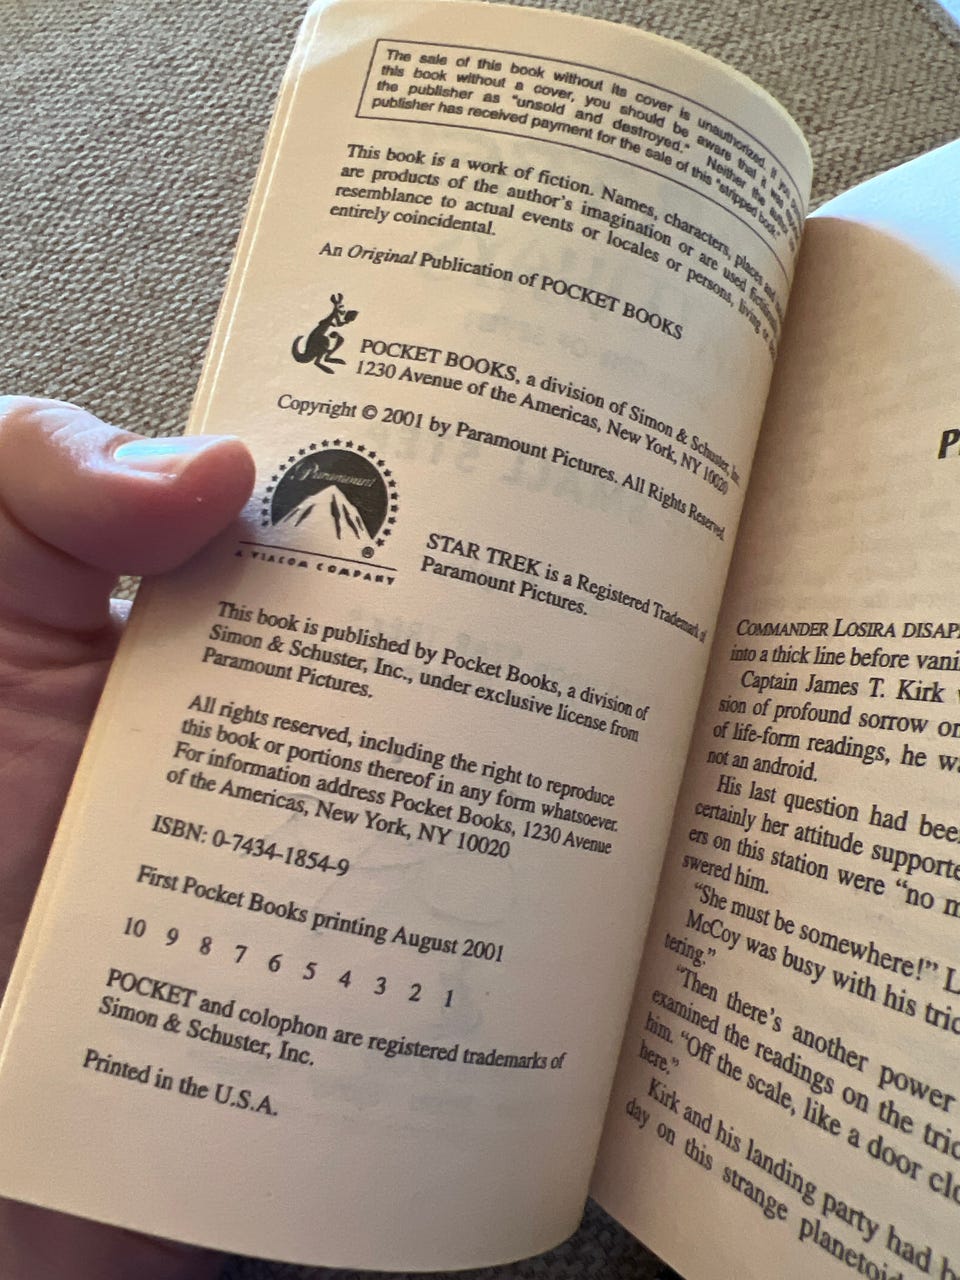 The sale of this book without its cover is unauthorized. If you
this book without a cover, you should be aware that it was
the publisher as "unsold and destroyed." Neither the author
publisher has received payment for the sale of this "stripped book."
This book is a work of fiction. Names, characters, places and
are products of the author's imagination or are used
resemblance to actual events or locales or persons, living or
entirely coincidental.
An Original Publication of POCKET BOOKS
POCKET BOOKS, a division of Simon & Schuster, Inc.
1230 Avenue of the Americas, New York, NY 10020
Copyright © 2001 by Paramount Pictures. All Rights Reserved.
Paramount
®
A VIACOM COMPANY
STAR TREK is a Registered Trademark of
Paramount Pictures.
This book is published by Pocket Books, a division of
Simon & Schuster, Inc., under exclusive license from
Paramount Pictures.
All rights reserved, including the right to reproduce
this book or portions thereof in any form whatsoever.
For information address Pocket Books, 1230 Avenue
of the Americas, New York, NY 10020
ISBN: 0-7434-1854-9
First Pocket Books printing August 2001
10 9 8 7 6 5 4 3 2 1
POCKET and colophon are registered trademarks of
Simon & Schuster, Inc.
Printed in the U.S.A.
COMMANDER LOSIRA
into a thick line before
Captain James T. Kirk
sion of profound sorrow
of life-form readings, he
not an android.
His last question had
certainly her attitude
ers on this station were "no
swered him.
"She must be somewhere!"
McCoy was busy with his
tering."
"Then there's another power
examined the readings on the
him. "Off the scale, like a door
here."
Kirk and his landing party had
day on this strange